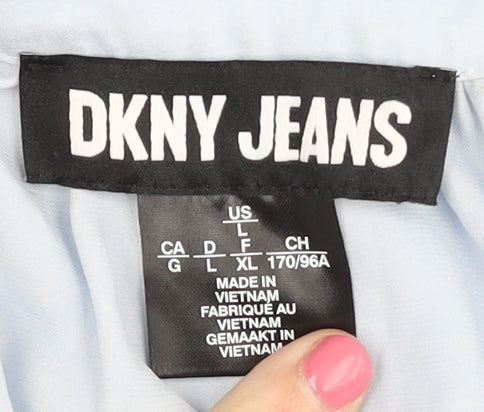 DKNY JEANS
US
L
CA D F CH
G L XL 170/96A
MADE IN
VIETNAM
FABRIQUÉ AU
VIETNAM
GEMAAKT IN
VIETNAM